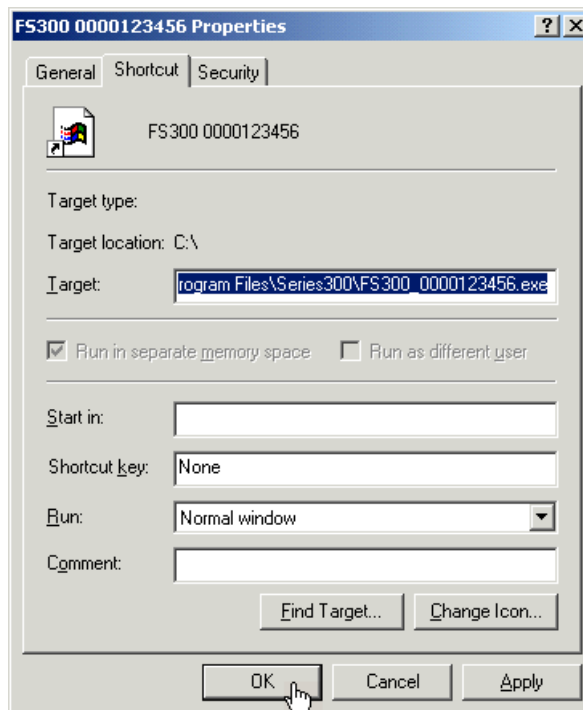 FS300 0000123456 Properties
General Shortcut Security
FS300 0000123456
Target type:
Target location: C:\
Target: rogram Files\Series300\FS300_0000123456.exe
Run in separate memory space Run as different user
Start in:
Shortcut key: None
Run: Normal window
Comment:
Find Target... Change Icon...
OK Cancel Apply